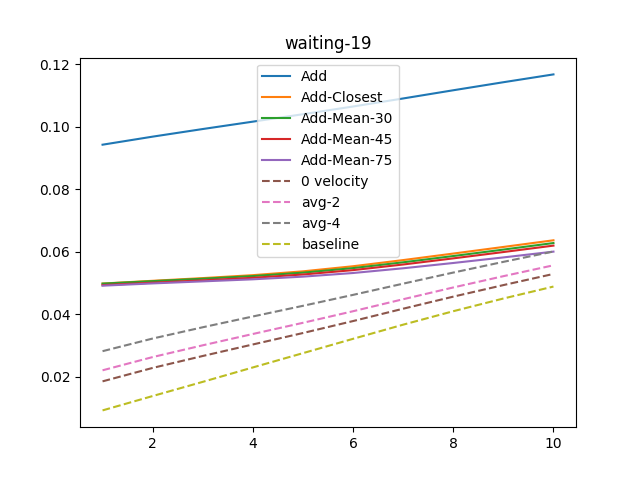 waiting-19
0.12
0.10
0.08
0.06
0.04
0.02
Add
Add-Closest
Add-Mean-30
Add-Mean-45
Add-Mean-75
0 velocity
avg-2
avg-4
baseline
2
4
6
8
10